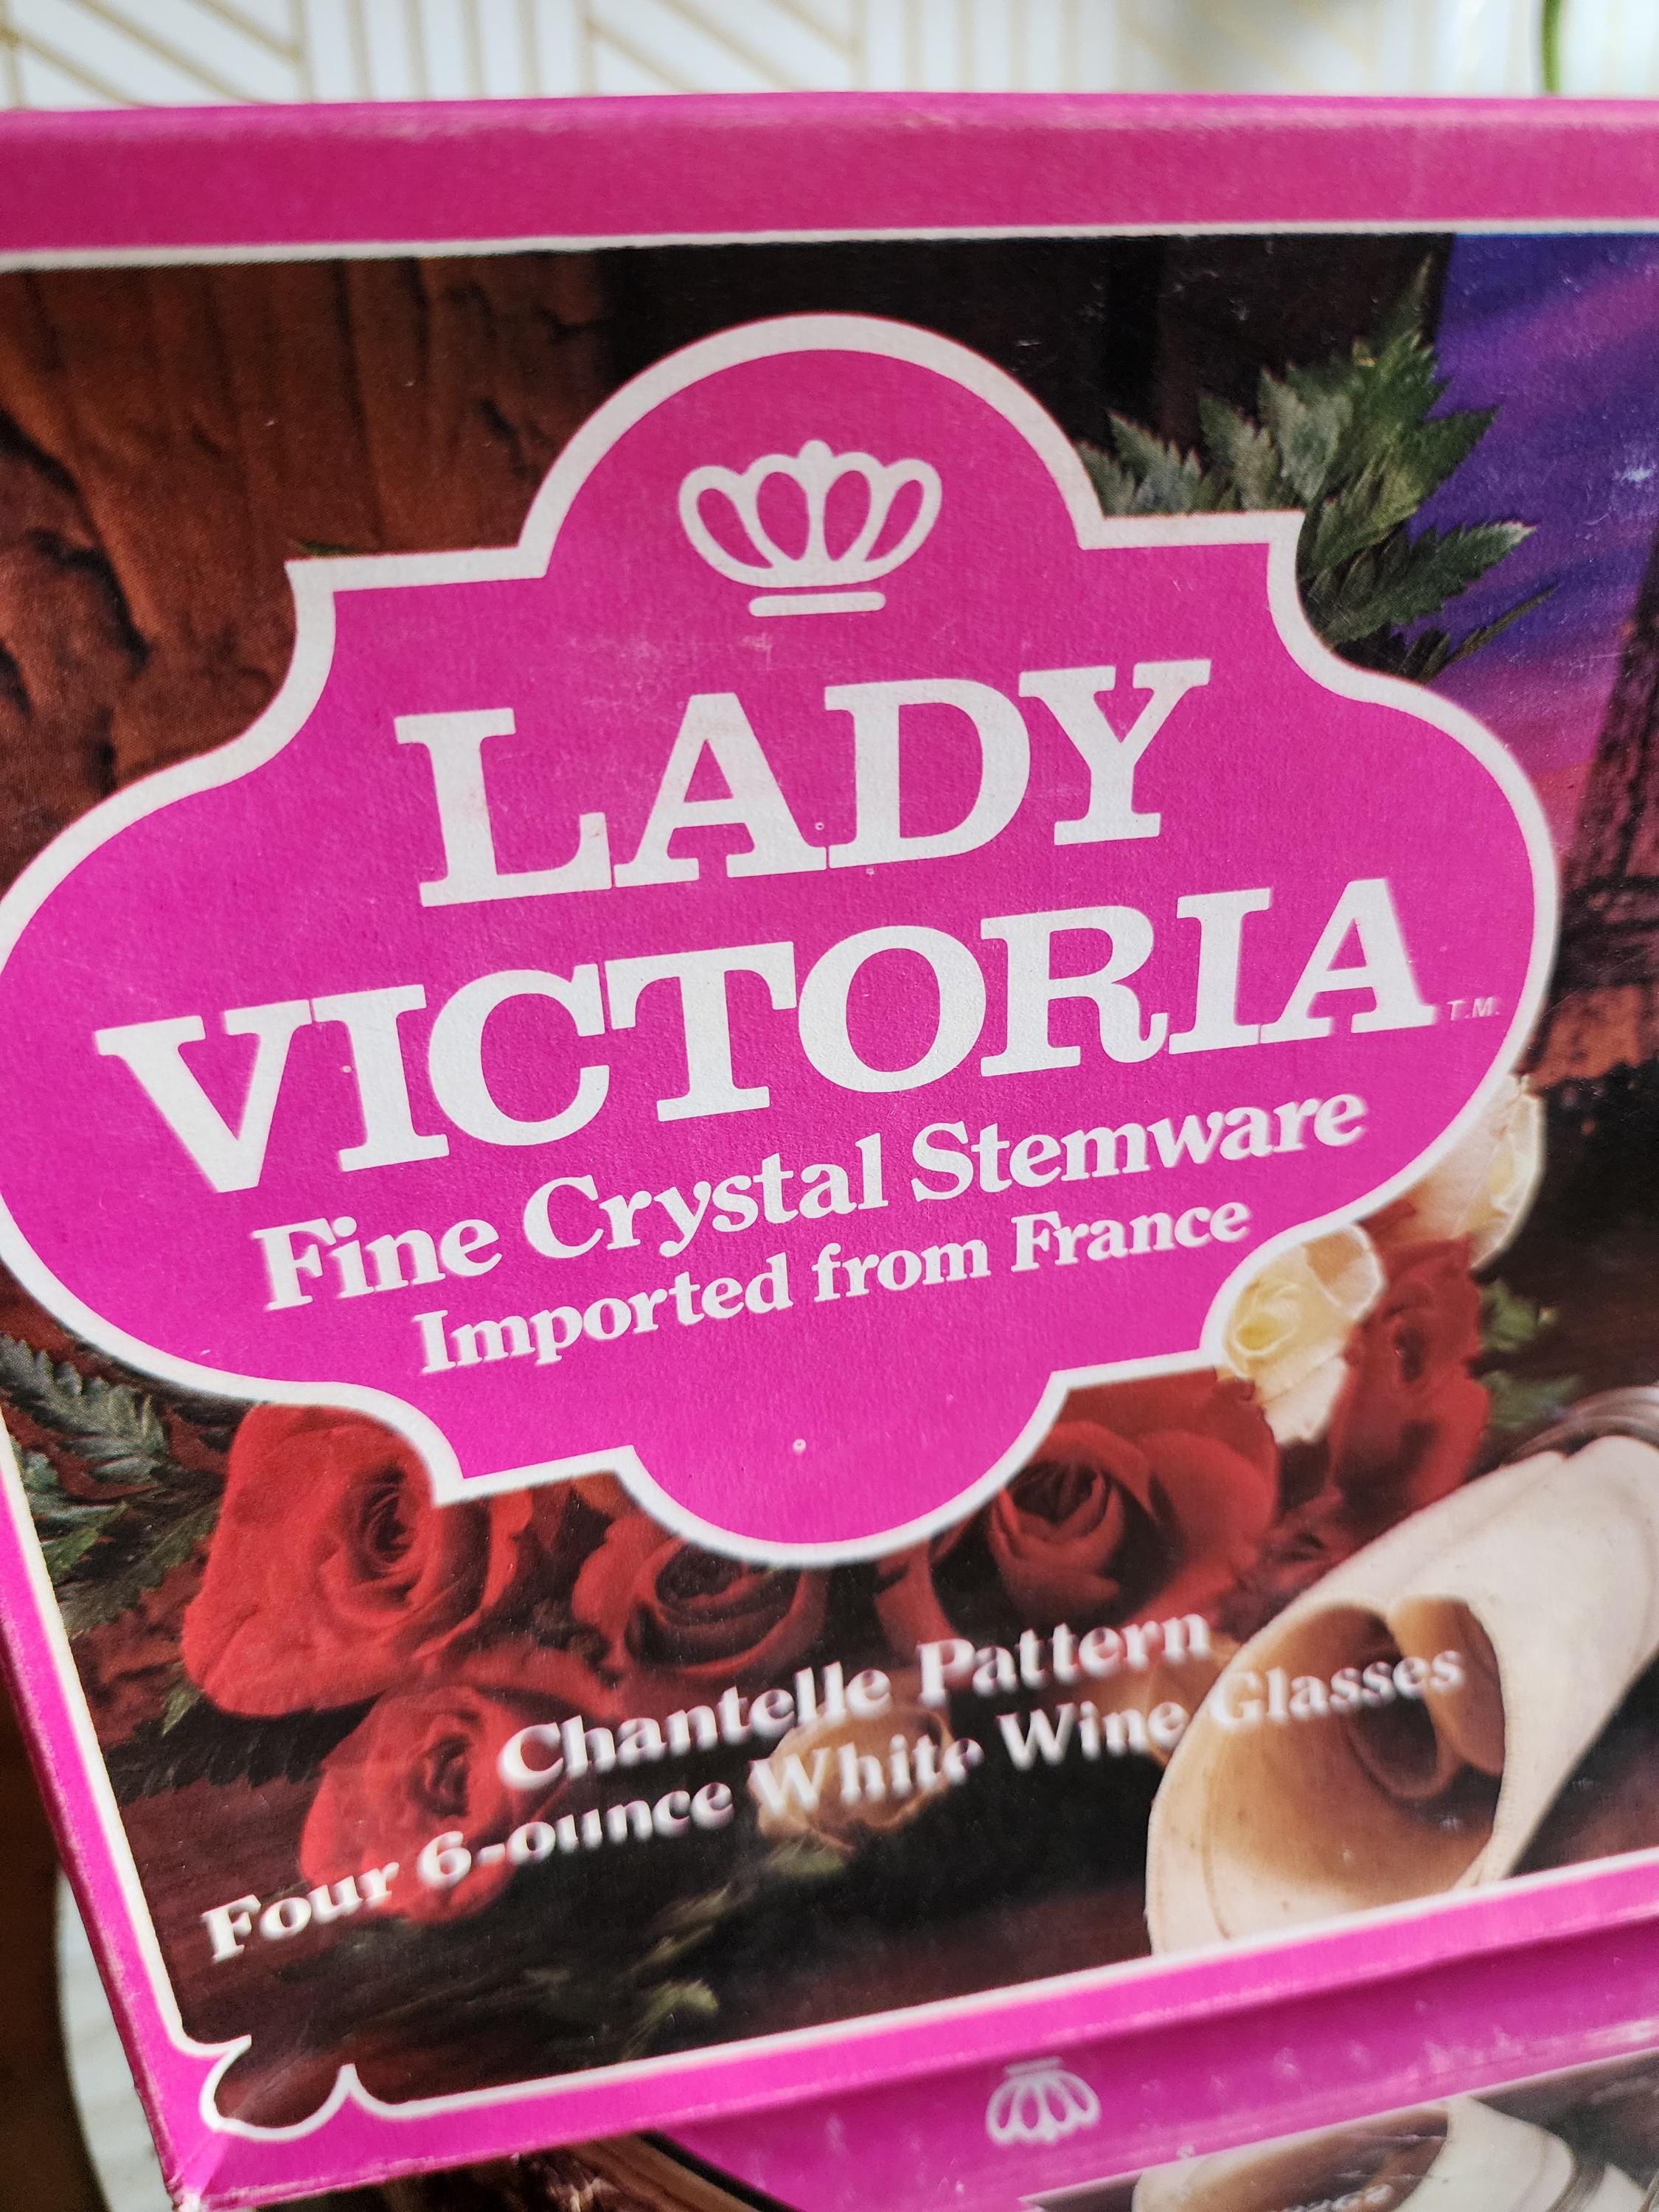 LADY
VICTORIA T.M.
Fine Crystal Stemware
Imported from France
Chantelle Pattern
Four 6-ounce White Wine Glasses